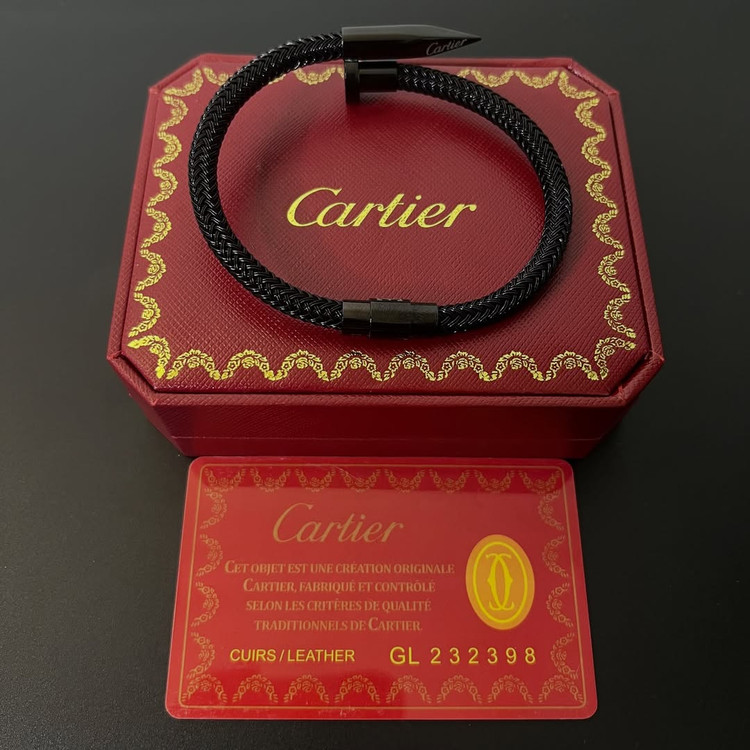 Cartier
Cartier
Cartier
CET OBJET EST UNE CRÉATION ORIGINALE
CARTIER, FABRIQUÉ ET CONTRÔLÉ
SELON LES CRITÈRES DE QUALITÉ
TRADITIONNELS DE CARTIER.
CUIRS / LEATHER GL 232398